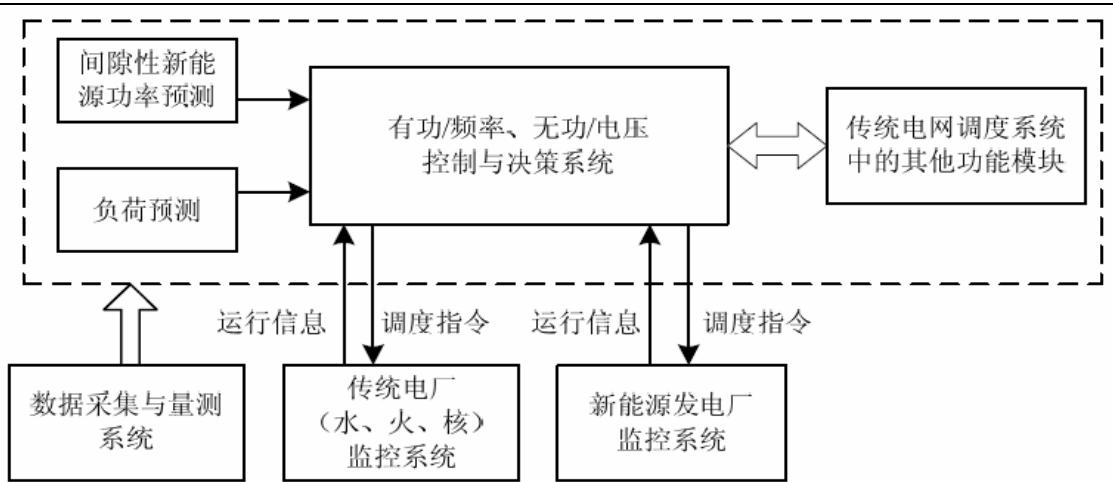 间隙性新能
源功率预测
负荷预测
有功/频率、无功/电压
控制与决策系统
传统电网调度系统
中的其他功能模块
运行信息
调度指令
运行信息
调度指令
数据采集与量测
系统
传统电厂
（水、火、核）
监控系统
新能源发电厂
监控系统